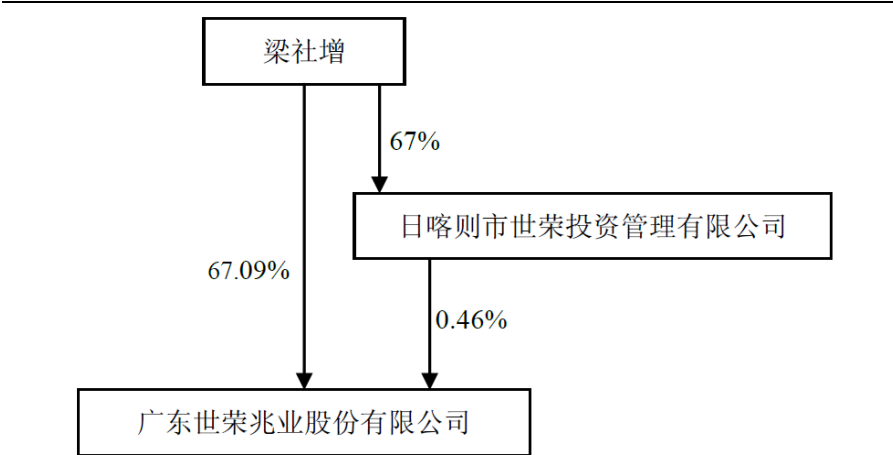 梁社增
67%
日喀则市世荣投资管理有限公司
67.09%
0.46%
广东世荣兆业股份有限公司